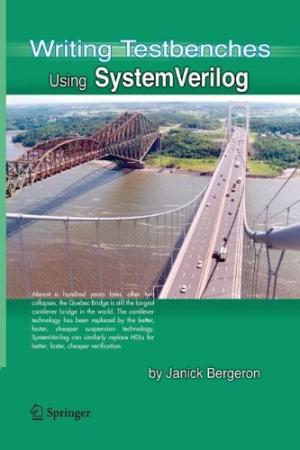 Writing Testbenches
Using SystemVerilog
Almost a hundred years later, after two
collapses, the Quebec Bridge is still the longest
cantilever bridge in the world. The cantilever
technology has been replaced by the better,
faster, cheaper suspension technology.
SystemVerilog can similarly replace HDLs for
better, faster, cheaper verification.
by Janick Bergeron
Springer